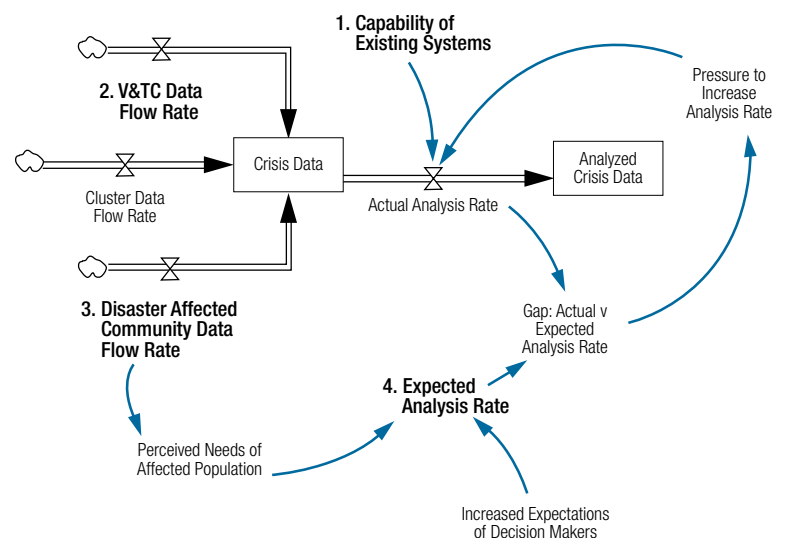 1. Capability of
Existing Systems
2. V&TC Data
Flow Rate
Pressure to
Increase
Analysis Rate
Crisis Data
Analyzed
Crisis Data
Cluster Data
Flow Rate
Actual Analysis Rate
3. Disaster Affected
Community Data
Flow Rate
Gap: Actual v
Expected
Analysis Rate
4. Expected
Analysis Rate
Perceived Needs of
Affected Population
Increased Expectations
of Decision Makers